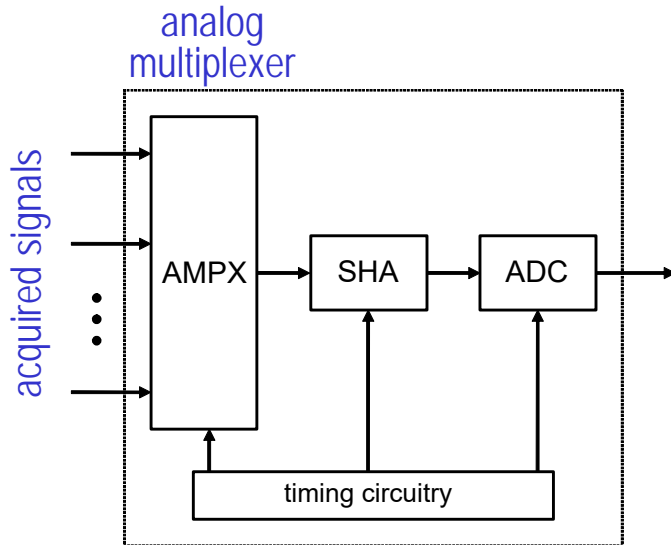 analog
multiplexer
acquired signals
AMPX
SHA
ADC
timing circuitry